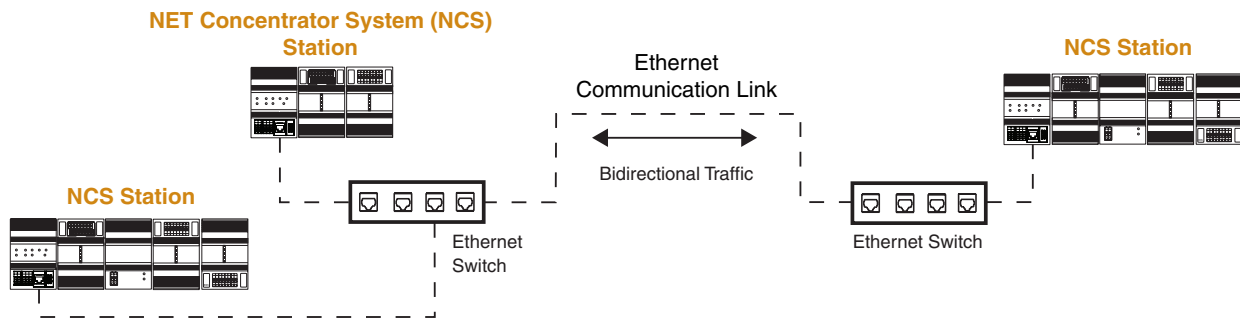 NET Concentrator System (NCS)
Station
NCS Station
Ethernet
Communication Link
Bidirectional Traffic
NCS Station
Ethernet
Switch
Ethernet Switch